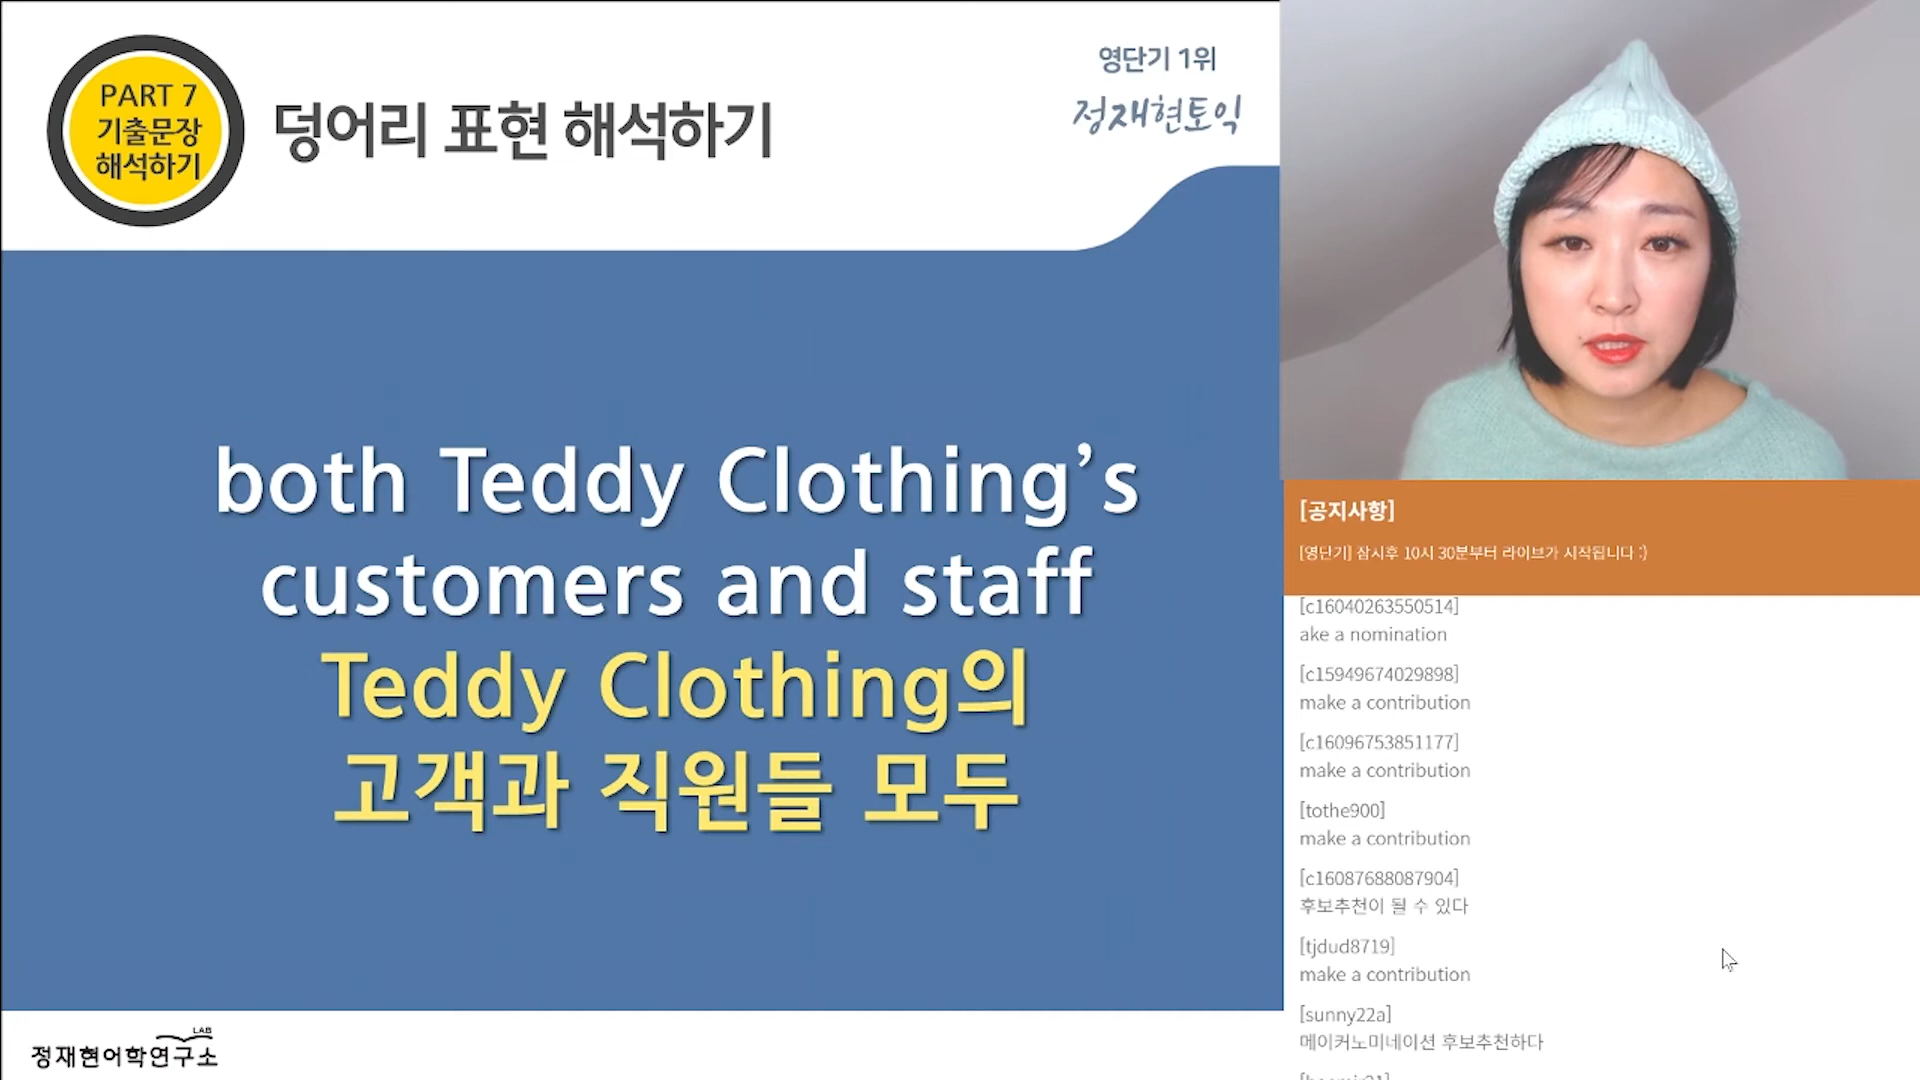 PART 7
기출문장
해석하기
덩어리 표현 해석하기
영단기 1위
정재현토익
both Teddy Clothing’s
customers and staff
Teddy Clothing의
고객과 직원들 모두
LAB
정재현어학연구소
[공지사항]
[영단기] 잠시후 10시 30분부터 라이브가 시작됩니다 :)
[c16040263550514]
ake a nomination
[c15949674029898]
make a contribution
[c16096753851177]
make a contribution
[tothe900]
make a contribution
[c16087688087904]
후보추천이 될 수 있다
[tjdud8719]
make a contribution
[sunny22a]
메이커노미네이션 후보추천하다